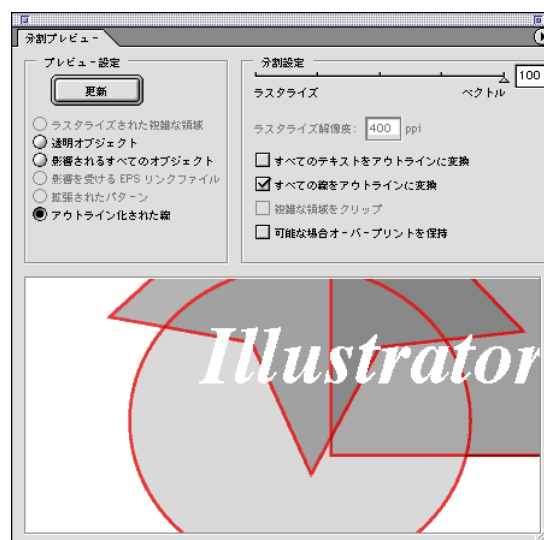 分割プレビュー
プレビュー設定
更新
ラスタライズされた複雑な領域
透明オブジェクト
影響されるすべてのオブジェクト
影響を受ける EPS リンクファイル
拡張されたパターン
アウトライン化された線
分割設定
100
ラスタライズ
ベクトル
ラスタライズ解像度: 400 ppi
すべてのテキストをアウトラインに変換
すべての線をアウトラインに変換
複雑な領域をクリップ
可能な場合オーバープリントを保持
Illustrator